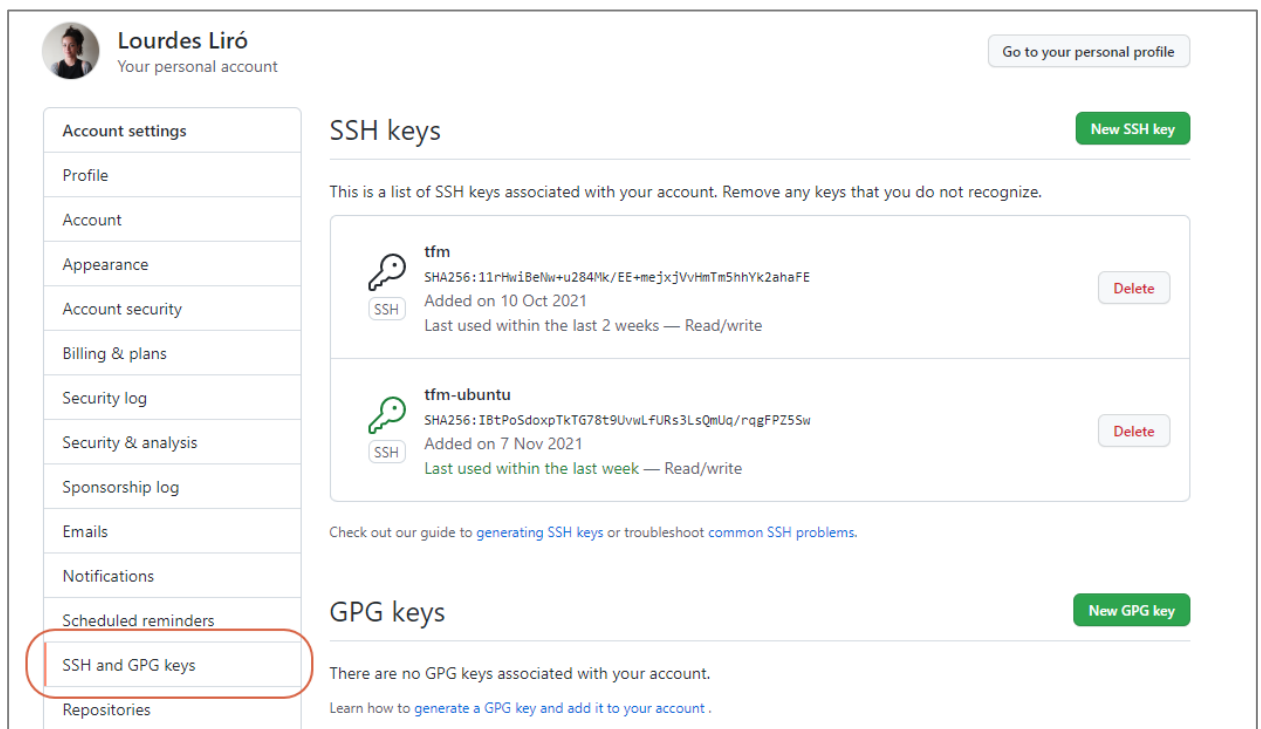 Lourdes Liró
Your personal account
Go to your personal profile
Account settings
Profile
Account
Appearance
Account security
Billing & plans
Security log
Security & analysis
Sponsorship log
Emails
Notifications
Scheduled reminders
SSH and GPG keys
Repositories
SSH keys
New SSH key
This is a list of SSH keys associated with your account. Remove any keys that you do not recognize.
SSH
tfm
SHA256:11rHwiBeNw+u284Mk/EE+mejxjVvHmTm5hhYk2ahaFE
Added on 10 Oct 2021
Last used within the last 2 weeks — Read/write
Delete
SSH
tfm-ubuntu
SHA256:IBtPoSdoxpTkTG78t9UvwLfURs3LsQmUq/rqgFPZ5Sw
Added on 7 Nov 2021
Last used within the last week — Read/write
Delete
Check out our guide to generating SSH keys or troubleshoot common SSH problems.
GPG keys
New GPG key
There are no GPG keys associated with your account.
Learn how to generate a GPG key and add it to your account .